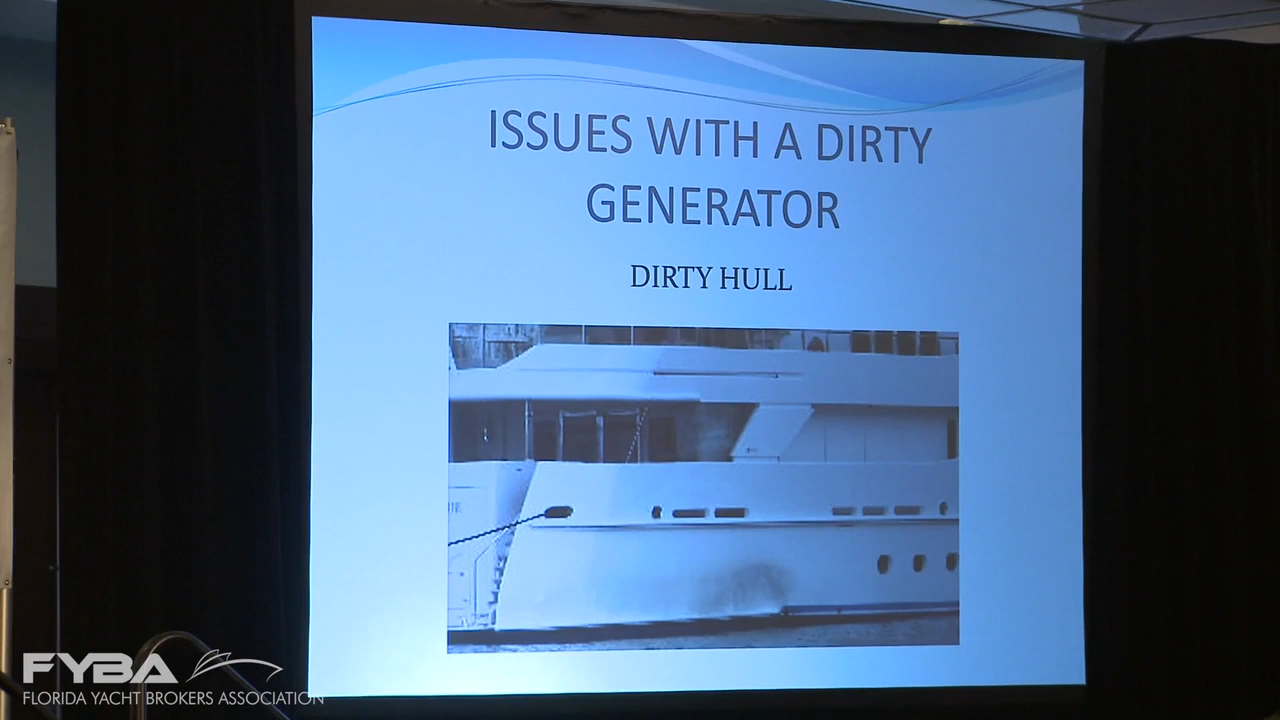 ISSUES WITH A DIRTY
GENERATOR
DIRTY HULL
FYBA
FLORIDA YACHT BROKERS ASSOCIATION